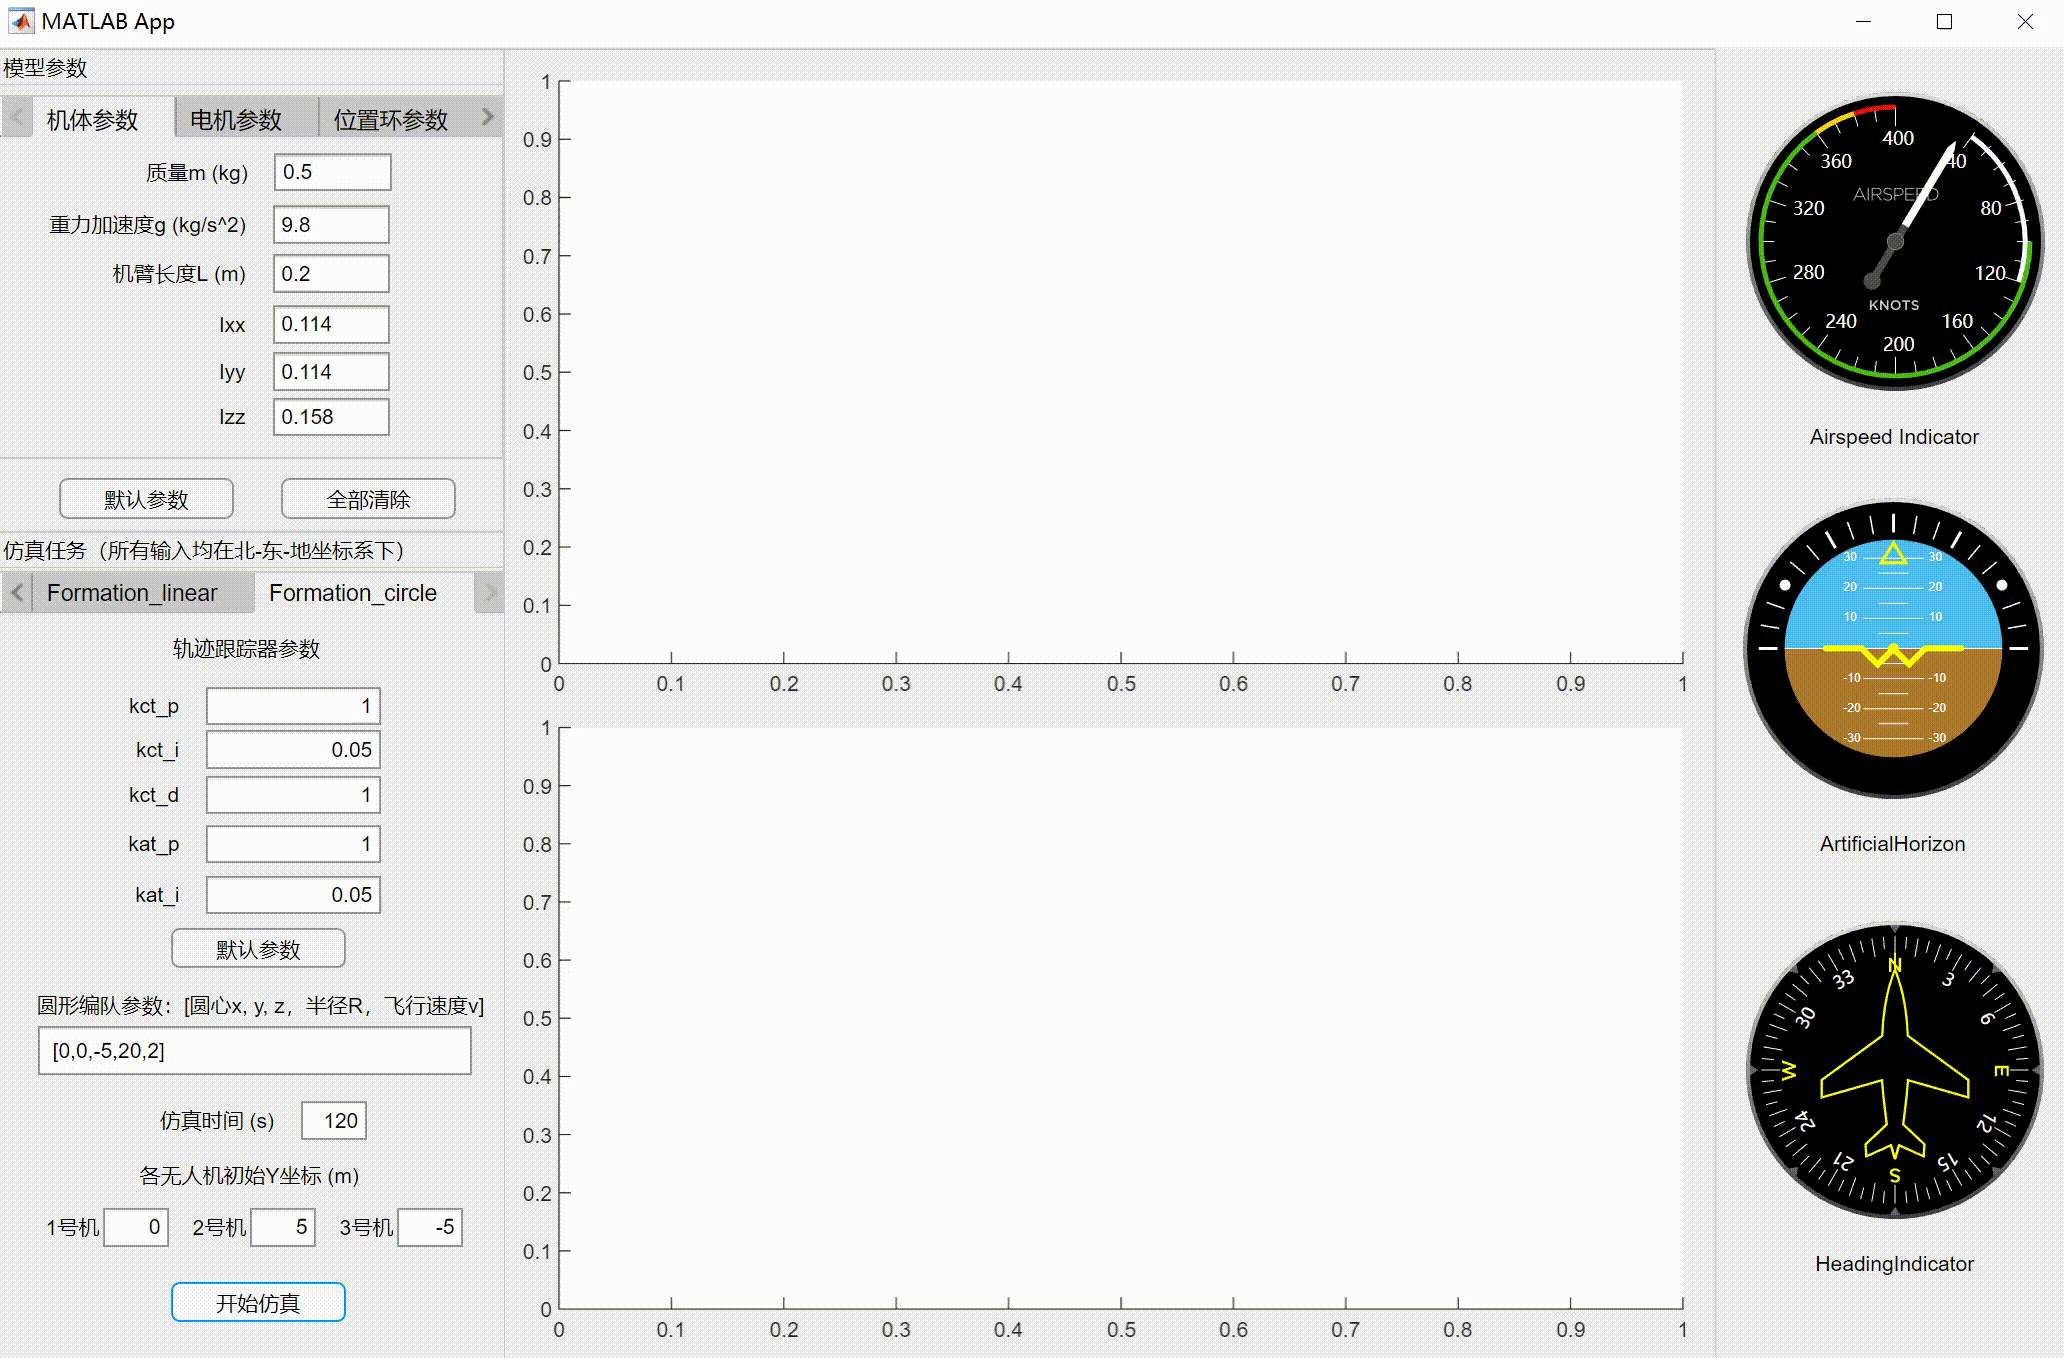 MATLAB App
模型参数
机体参数 电机参数 位置环参数
质量m (kg) 0.5
重力加速度g (kg/s^2) 9.8
机臂长度L (m) 0.2
Ixx 0.114
Iyy 0.114
Izz 0.158
默认参数 全部清除
仿真任务（所有输入均在北-东-地坐标系下）
Formation_linear Formation_circle
轨迹跟踪器参数
kct_p 1
kct_i 0.05
kct_d 1
kat_p 1
kat_i 0.05
默认参数
圆形编队参数：[圆心x, y, z，半径R，飞行速度v]
[0,0,-5,20,2]
仿真时间 (s) 120
各无人机初始Y坐标 (m)
1号机 0 2号机 5 3号机 -5
开始仿真
1
0.9
0.8
0.7
0.6
0.5
0.4
0.3
0.2
0.1
0
0 0.1 0.2 0.3 0.4 0.5 0.6 0.7 0.8 0.9 1
1
0.9
0.8
0.7
0.6
0.5
0.4
0.3
0.2
0.1
0
0 0.1 0.2 0.3 0.4 0.5 0.6 0.7 0.8 0.9 1
400
360 40
AIRSPEED
320 80
280 120
KNOTS
240 160
200
Airspeed Indicator
30 30
20 20
10 10
-10 -10
-20 -20
-30 -30
ArtificialHorizon
N
33 3
30 6
W E
24 12
21 15
S
HeadingIndicator